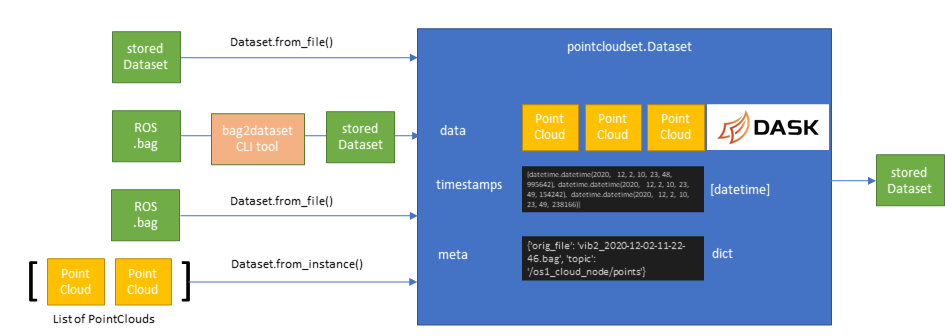 stored
Dataset
Dataset.from_file()
pointcloudset.Dataset
ROS
.bag
bag2dataset
CLI tool
stored
Dataset
data
Point
Cloud
Point
Cloud
Point
Cloud
DASK
stored
Dataset
timestamps
[datetime.datetime(2020, 12, 2, 10, 23, 48,
995642), datetime.datetime(2020, 12, 2, 10, 23,
49, 154242), datetime.datetime(2020, 12, 2, 10,
23, 49, 238166)]
[datetime]
ROS
.bag
Dataset.from_file()
meta
{'orig_file': 'vib2_2020-12-02-11-22-
46.bag', 'topic':
'/os1_cloud_node/points'}
dict
[
Point
Cloud
Point
Cloud
]
Dataset.from_instance()
List of PointClouds